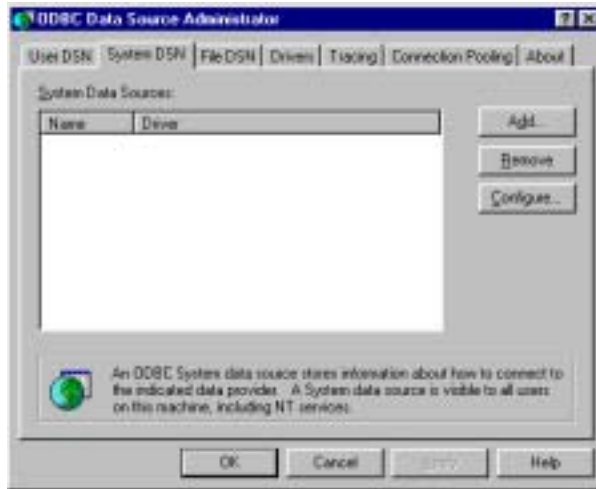 ODBC Data Source Administrator
User DSN System DSN File DSN Drivers Tracing Connection Pooling About
System Data Sources:
Name Driver
Add...
Remove
Configure...
An ODBC System data source stores information about how to connect to
the indicated data provider. A System data source is visible to all users
on this machine, including NT services.
OK Cancel Apply Help